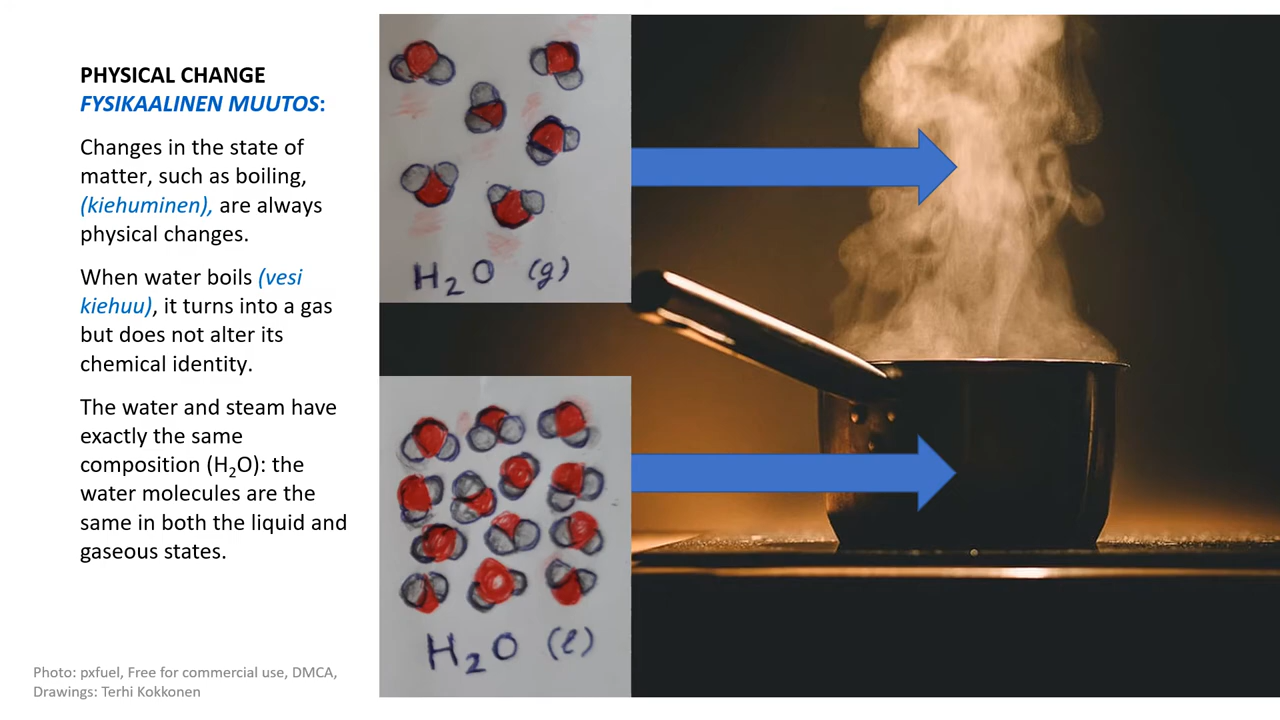 PHYSICAL CHANGE
FYSIKAALINEN MUUTOS:
Changes in the state of
matter, such as boiling,
(kiehuminen), are always
physical changes.
When water boils (vesi
kiehuu), it turns into a gas
but does not alter its
chemical identity.
The water and steam have
exactly the same
composition (H₂O): the
water molecules are the
same in both the liquid and
gaseous states.
Photo: pxfuel, Free for commercial use, DMCA,
Drawings: Terhi Kokkonen
H₂O (g)
H₂O (l)